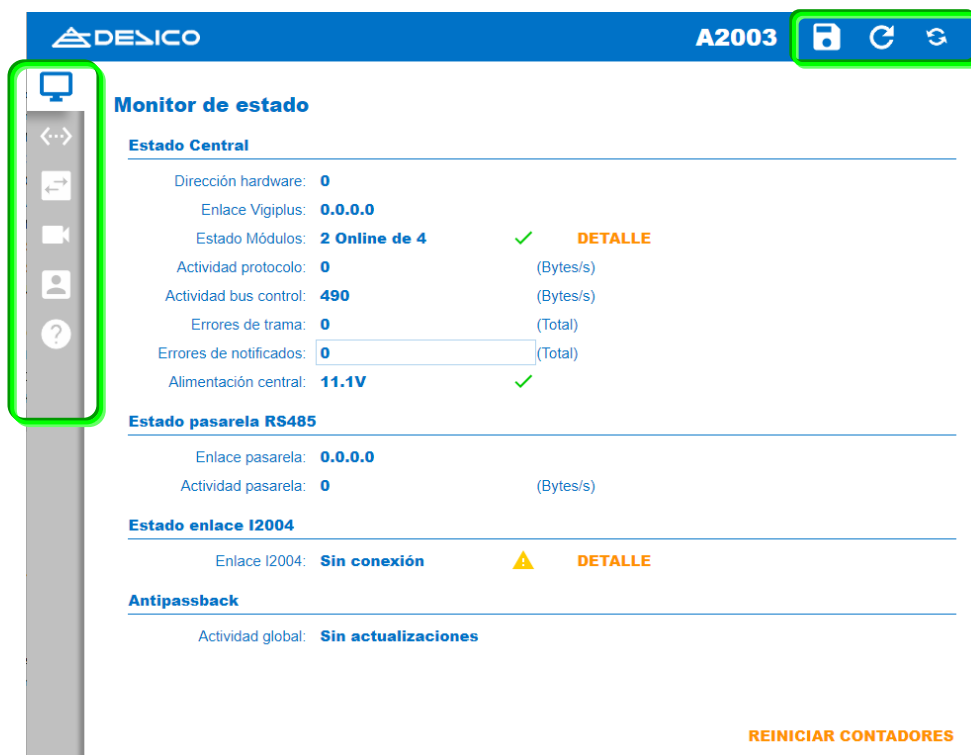 DESICO A2003
Monitor de estado
Estado Central
Dirección hardware: 0
Enlace Vigiplus: 0.0.0.0
Estado Módulos: 2 Online de 4 DETALLE
Actividad protocolo: 0 (Bytes/s)
Actividad bus control: 490 (Bytes/s)
Errores de trama: 0 (Total)
Errores de notificados: 0 (Total)
Alimentación central: 11.1V
Estado pasarela RS485
Enlace pasarela: 0.0.0.0
Actividad pasarela: 0 (Bytes/s)
Estado enlace I2004
Enlace I2004: Sin conexión DETALLE
Antipassback
Actividad global: Sin actualizaciones
REINICIAR CONTADORES